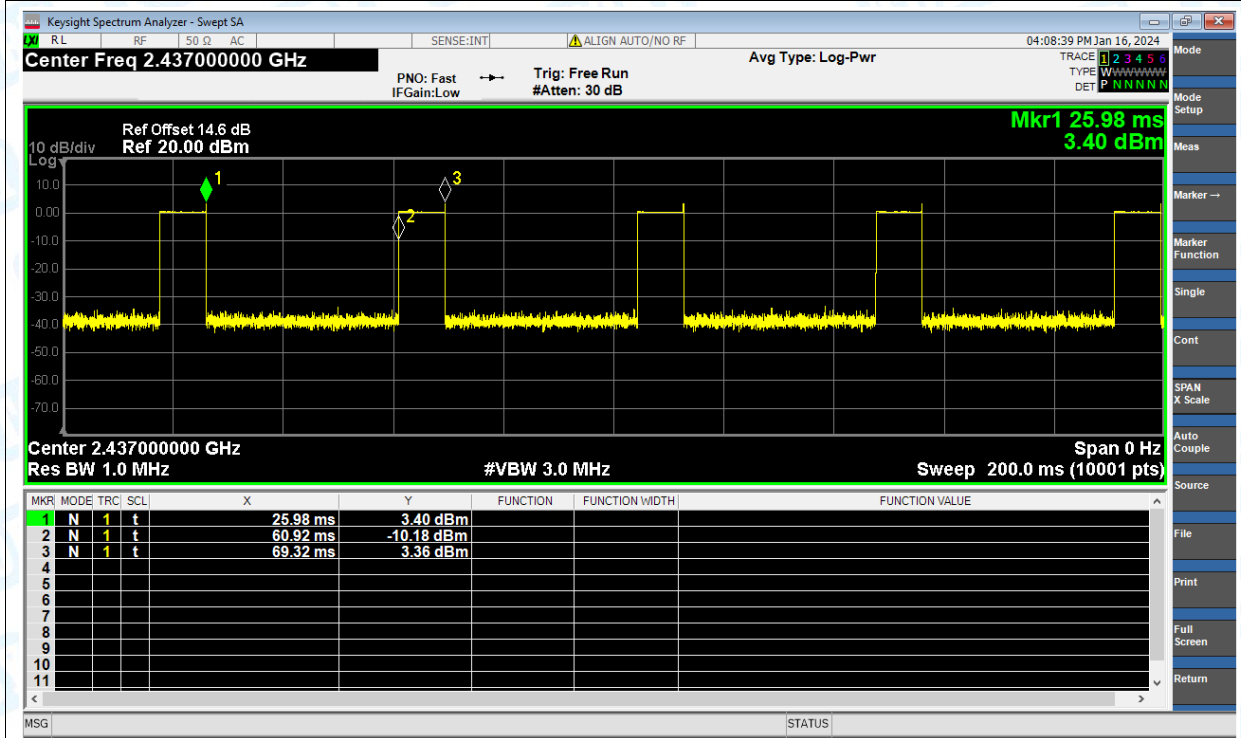 Keysight Spectrum Analyzer - Swept SA
LXI RL RF 50 Ω AC SENSE:INT ⚠ ALIGN AUTO/NO RF 04:08:39 PM Jan 16, 2024
Center Freq 2.437000000 GHz
PNO: Fast
IFGain:Low
Trig: Free Run
#Atten: 30 dB
Avg Type: Log-Pwr
TRACE 1 2 3 4 5 6
TYPE WWWWWW
DET P NNNNN
Mkr1 25.98 ms
3.40 dBm
Ref Offset 14.6 dB
10 dB/div Ref 20.00 dBm
Log
10.0
0.00
-10.0
-20.0
-30.0
-40.0
-50.0
-60.0
-70.0
1
2
3
Center 2.437000000 GHz Span 0 Hz
Res BW 1.0 MHz #VBW 3.0 MHz Sweep 200.0 ms (10001 pts)
MKR MODE TRC SCL X Y FUNCTION FUNCTION WIDTH FUNCTION VALUE
1 N 1 t 25.98 ms 3.40 dBm
2 N 1 t 60.92 ms -10.18 dBm
3 N 1 t 69.32 ms 3.36 dBm
4
5
6
7
8
9
10
11
MSG STATUS
Mode
Mode
Setup
Meas
Marker →
Marker
Function
Single
Cont
SPAN
X Scale
Auto
Couple
Source
File
Print
Full
Screen
Return